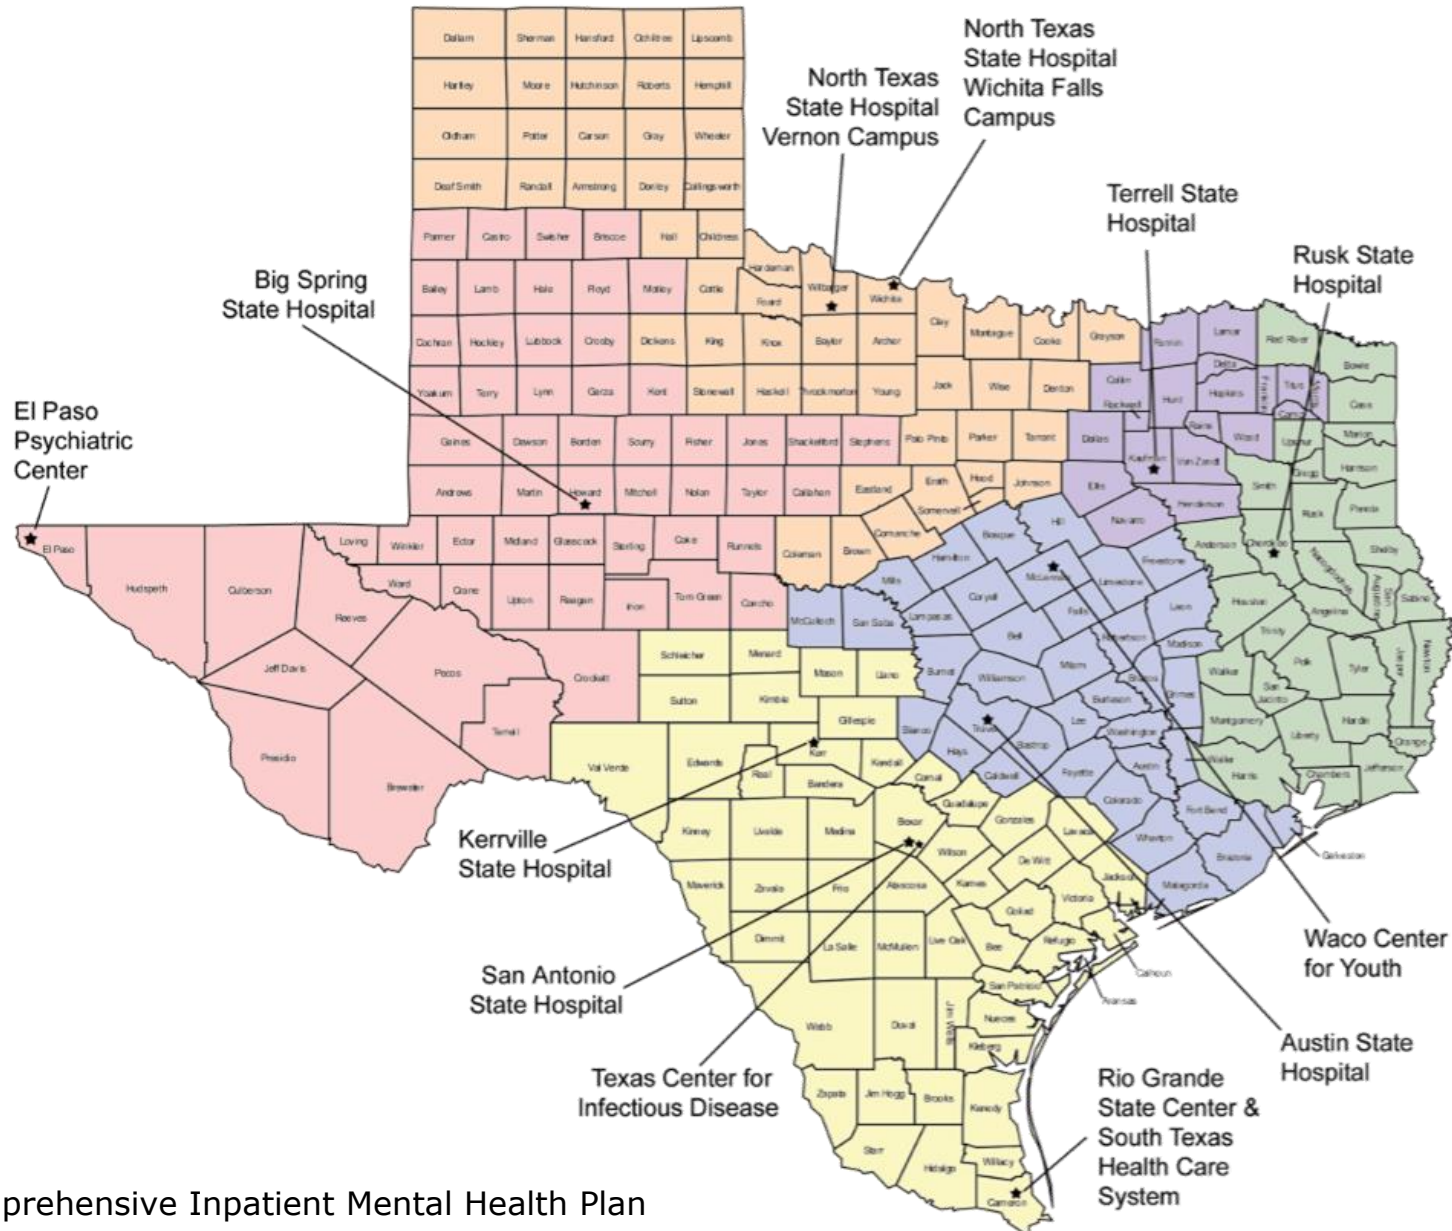 North Texas
State Hospital
Wichita Falls
Campus
North Texas
State Hospital
Vernon Campus
Terrell State
Hospital
Rusk State
Hospital
Big Spring
State Hospital
El Paso
Psychiatric
Center
Kerrville
State Hospital
San Antonio
State Hospital
Texas Center for
Infectious Disease
Waco Center
for Youth
Austin State
Hospital
Rio Grande
State Center &
South Texas
Health Care
System
Dallam Sherman Hansford Ochiltree Lipscomb
Hartley Moore Hutchinson Roberts Hemphill
Oldham Potter Carson Gray Wheeler
Deaf Smith Randall Armstrong Donley Collingsworth
Parmer Castro Swisher Briscoe Hall Childress
Hardeman
Bailey Lamb Hale Floyd Motley Cottle Foard Wilbarger Wichita
Cochran Hockley Lubbock Crosby Dickens King Knox Baylor Archer Clay Montague Cooke Grayson Fannin Lamar Red River Bowie
Yoakum Terry Lynn Garza Kent Stonewall Haskell Throckmorton Young Jack Wise Denton Collin Rockwall Hunt Delta Hopkins Franklin Titus Morris Camp Cass
Gaines Dawson Borden Scurry Fisher Jones Shackelford Stephens Palo Pinto Parker Tarrant Dallas Kaufman Rains Wood Upshur Marion
Andrews Martin Howard Mitchell Nolan Taylor Callahan Eastland Erath Hood Somervell Johnson Ellis Van Zandt Henderson Smith Gregg Harrison
El Paso Hudspeth Culberson Loving Winkler Ector Midland Glasscock Sterling Coke Runnels Coleman Brown Comanche Bosque Hill Navarro Anderson Cherokee Rusk Panola
Reeves Ward Crane Upton Reagan Irion Tom Green Concho McCulloch San Saba Mills Hamilton Coryell McLennan Limestone Freestone Nacogdoches Shelby
Lampasas Bell Falls Robertson Leon Houston Angelina San Augustine Sabine
Jeff Davis Pecos Crockett Schleicher Menard Mason Llano Burnet Williamson Milam Brazos Madison Trinity Walker Polk Tyler Jasper Newton
Sutton Kimble Gillespie Blanco Travis Lee Burleson Grimes San Jacinto Montgomery Liberty Hardin Orange
Presidio Brewster Terrell Val Verde Edwards Real Kerr Kendall Bandera Comal Hays Caldwell Bastrop Fayette Washington Austin Waller Harris Chambers Jefferson
Kinney Uvalde Medina Bexar Guadalupe Gonzales Lavaca Colorado Wharton Fort Bend Brazoria Galveston
Maverick Zavala Frio Atascosa Wilson Karnes De Witt Jackson Matagorda
Dimmit La Salle McMullen Live Oak Bee Goliad Victoria Refugio Calhoun Aransas
Webb Duval Jim Wells San Patricio Nueces Kleberg
Zapata Jim Hogg Brooks Kenedy
Starr Hidalgo Willacy Cameron
prehensive Inpatient Mental Health Plan